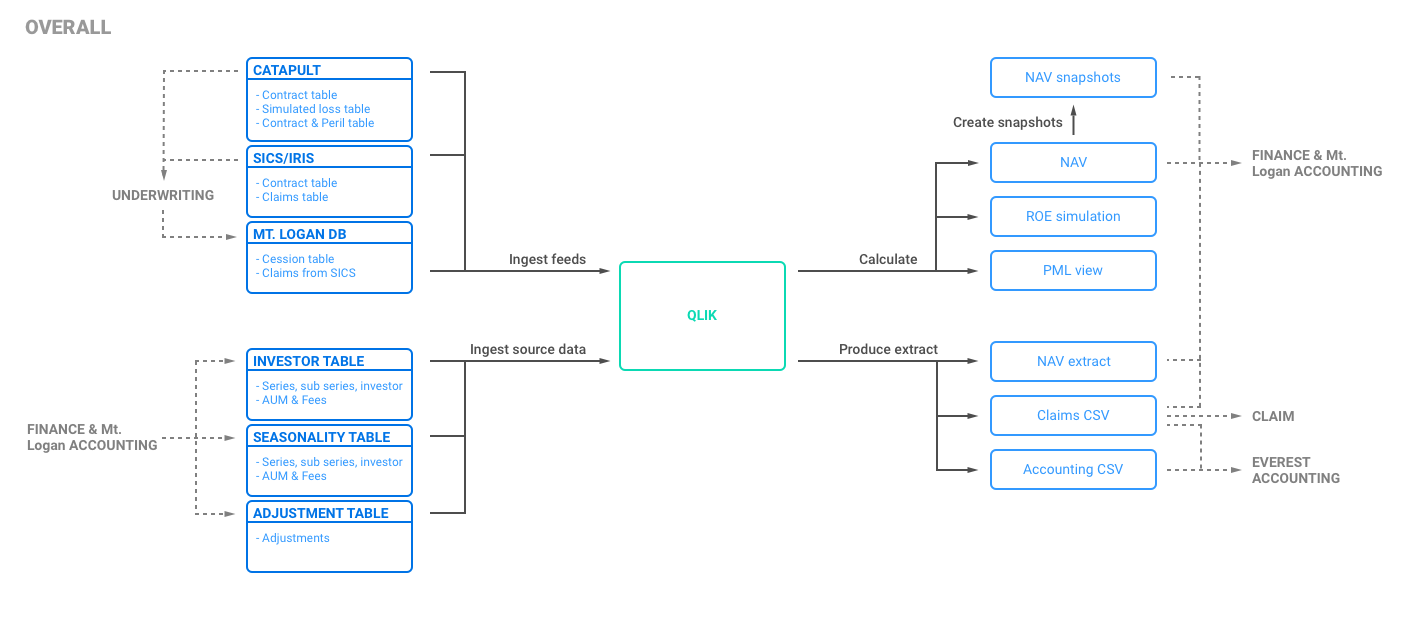 OVERALL
CATAPULT
- Contract table
- Simulated loss table
- Contract & Peril table
SICS/IRIS
- Contract table
- Claims table
UNDERWRITING
MT. LOGAN DB
- Cession table
- Claims from SICS
Ingest feeds
INVESTOR TABLE
- Series, sub series, investor
- AUM & Fees
SEASONALITY TABLE
- Series, sub series, investor
- AUM & Fees
FINANCE & Mt.
Logan ACCOUNTING
ADJUSTMENT TABLE
- Adjustments
Ingest source data
QLIK
Calculate
Produce extract
NAV snapshots
Create snapshots
NAV
ROE simulation
PML view
FINANCE & Mt.
Logan ACCOUNTING
NAV extract
Claims CSV
Accounting CSV
CLAIM
EVEREST
ACCOUNTING